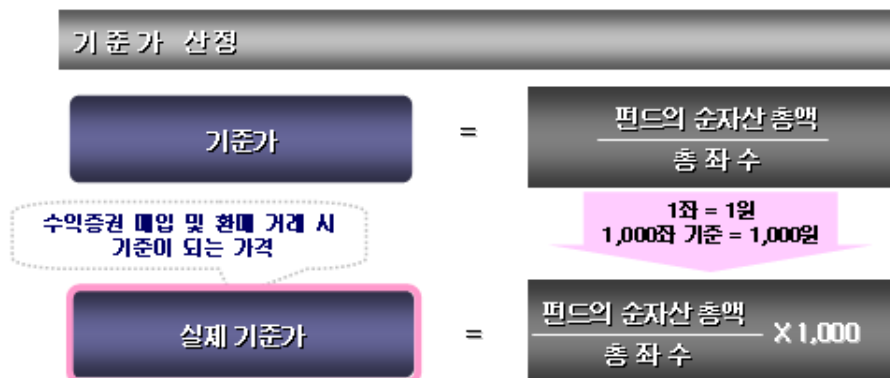 기준가 산정
기준가
=
펀드의 순자산 총액
총 좌 수
1좌 = 1원
1,000좌 기준 = 1,000원
수익증권 매입 및 환매 거래 시
기준이 되는 가격
실제 기준가
=
펀드의 순자산 총액
총 좌 수
X 1,000